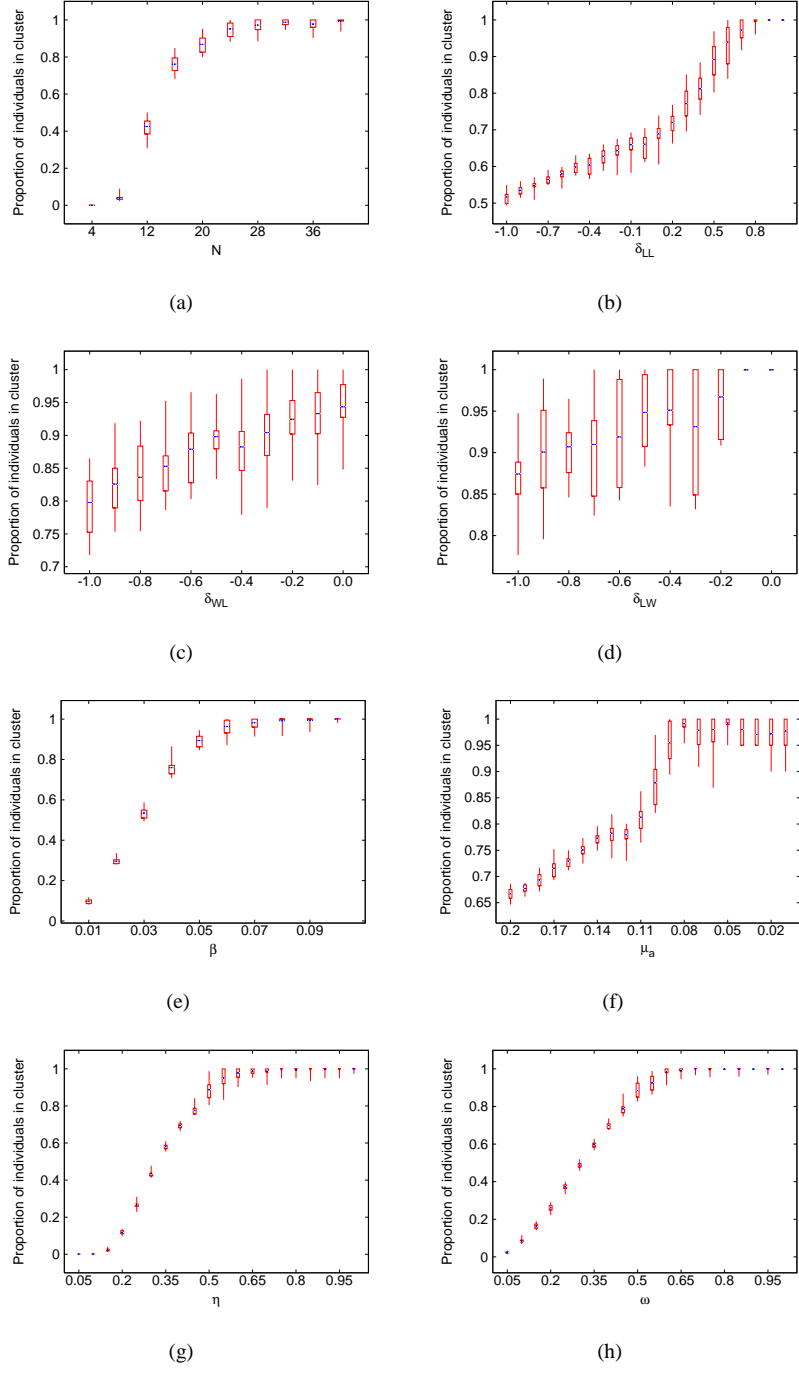 Proportion of individuals in cluster
1
0.8
0.6
0.4
0.2
0
4 12 20 28 36
N
(a)
Proportion of individuals in cluster
1
0.9
0.8
0.7
0.6
0.5
-1.0 -0.7 -0.4 -0.1 0.2 0.5 0.8
δLL
(b)
Proportion of individuals in cluster
1
0.95
0.9
0.85
0.8
0.75
0.7
-1.0 -0.8 -0.6 -0.4 -0.2 0.0
δWL
(c)
Proportion of individuals in cluster
1
0.95
0.9
0.85
0.8
-1.0 -0.8 -0.6 -0.4 -0.2 0.0
δLW
(d)
Proportion of individuals in cluster
1
0.8
0.6
0.4
0.2
0
0.01 0.03 0.05 0.07 0.09
β
(e)
Proportion of individuals in cluster
1
0.95
0.9
0.85
0.8
0.75
0.7
0.65
0.2 0.17 0.14 0.11 0.08 0.05 0.02
μa
(f)
Proportion of individuals in cluster
1
0.8
0.6
0.4
0.2
0
0.05 0.2 0.35 0.5 0.65 0.8 0.95
η
(g)
Proportion of individuals in cluster
1
0.8
0.6
0.4
0.2
0
0.05 0.2 0.35 0.5 0.65 0.8 0.95
ω
(h)